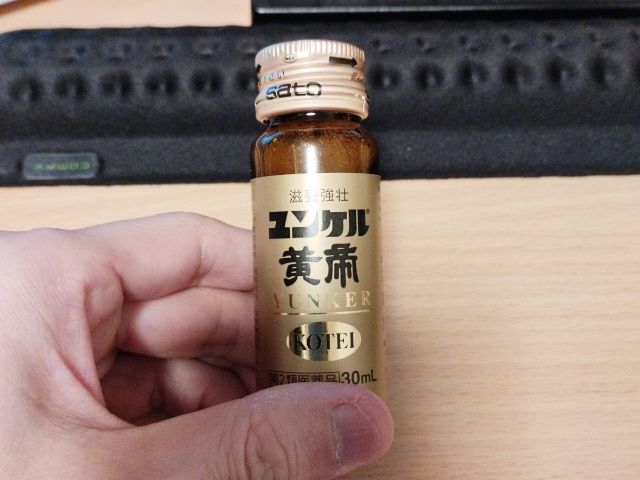 sato
滋養強壮
ユンケル
黄帝
YUNKER
KOTEI
第2類医薬品 30mL